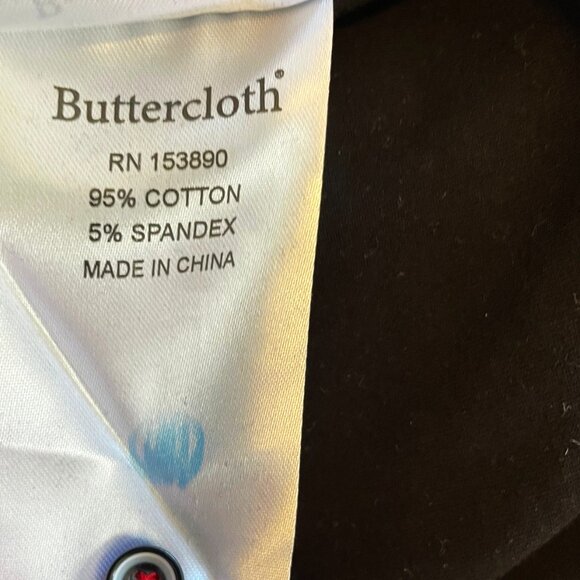 Buttercloth®
RN 153890
95% COTTON
5% SPANDEX
MADE IN CHINA